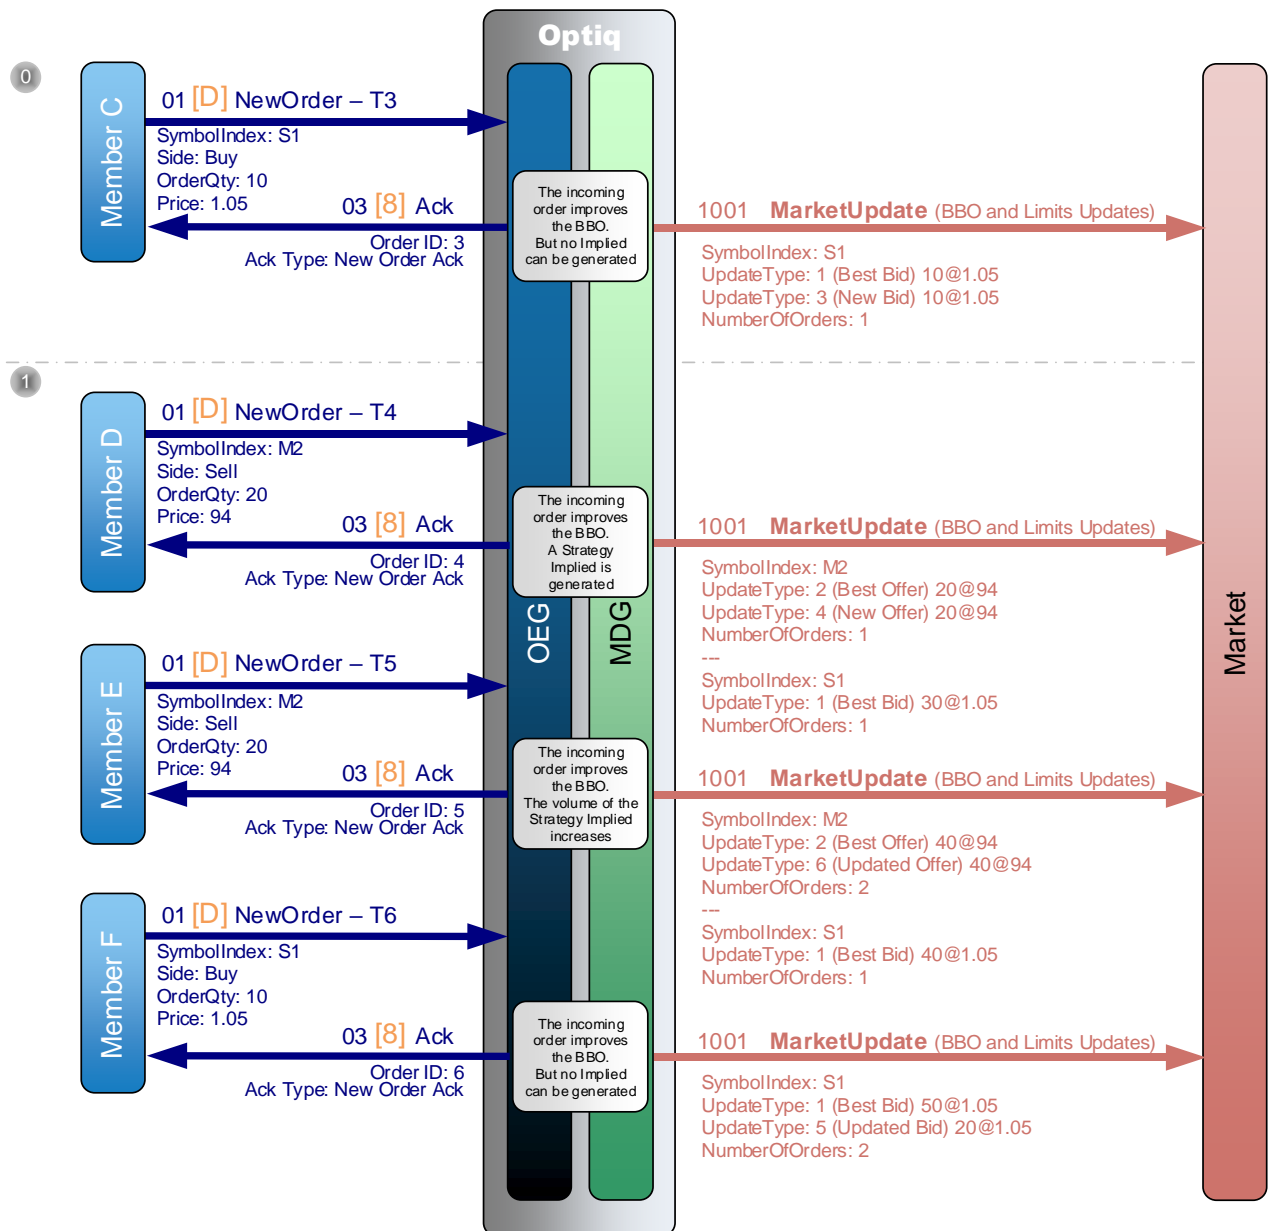 Optiq
0
Member C
01 [D] NewOrder – T3
SymbolIndex: S1
Side: Buy
OrderQty: 10
Price: 1.05
03 [8] Ack
Order ID: 3
Ack Type: New Order Ack
The incoming
order improves
the BBO.
But no Implied
can be generated
1001 MarketUpdate (BBO and Limits Updates)
SymbolIndex: S1
UpdateType: 1 (Best Bid) 10@1.05
UpdateType: 3 (New Bid) 10@1.05
NumberOfOrders: 1
1
Member D
01 [D] NewOrder – T4
SymbolIndex: M2
Side: Sell
OrderQty: 20
Price: 94
03 [8] Ack
Order ID: 4
Ack Type: New Order Ack
The incoming
order improves
the BBO.
A Strategy
Implied is
generated
1001 MarketUpdate (BBO and Limits Updates)
SymbolIndex: M2
UpdateType: 2 (Best Offer) 20@94
UpdateType: 4 (New Offer) 20@94
NumberOfOrders: 1
---
SymbolIndex: S1
UpdateType: 1 (Best Bid) 30@1.05
NumberOfOrders: 1
OEG
MDG
Market
Member E
01 [D] NewOrder – T5
SymbolIndex: M2
Side: Sell
OrderQty: 20
Price: 94
03 [8] Ack
Order ID: 5
Ack Type: New Order Ack
The incoming
order improves
the BBO.
The volume of the
Strategy Implied
increases
1001 MarketUpdate (BBO and Limits Updates)
SymbolIndex: M2
UpdateType: 2 (Best Offer) 40@94
UpdateType: 6 (Updated Offer) 40@94
NumberOfOrders: 2
---
SymbolIndex: S1
UpdateType: 1 (Best Bid) 40@1.05
NumberOfOrders: 1
Member F
01 [D] NewOrder – T6
SymbolIndex: S1
Side: Buy
OrderQty: 10
Price: 1.05
03 [8] Ack
Order ID: 6
Ack Type: New Order Ack
The incoming
order improves
the BBO.
But no Implied
can be generated
1001 MarketUpdate (BBO and Limits Updates)
SymbolIndex: S1
UpdateType: 1 (Best Bid) 50@1.05
UpdateType: 5 (Updated Bid) 20@1.05
NumberOfOrders: 2